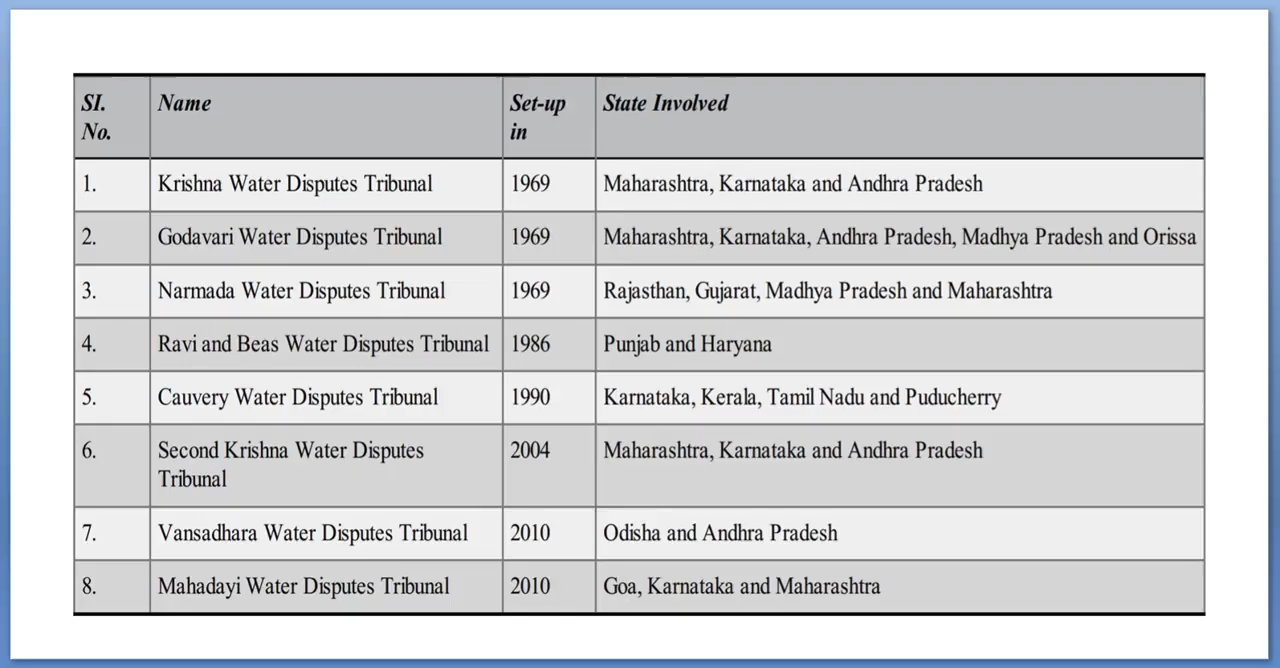 SI. No. Name Set-up in State Involved
1. Krishna Water Disputes Tribunal 1969 Maharashtra, Karnataka and Andhra Pradesh
2. Godavari Water Disputes Tribunal 1969 Maharashtra, Karnataka, Andhra Pradesh, Madhya Pradesh and Orissa
3. Narmada Water Disputes Tribunal 1969 Rajasthan, Gujarat, Madhya Pradesh and Maharashtra
4. Ravi and Beas Water Disputes Tribunal 1986 Punjab and Haryana
5. Cauvery Water Disputes Tribunal 1990 Karnataka, Kerala, Tamil Nadu and Puducherry
6. Second Krishna Water Disputes Tribunal 2004 Maharashtra, Karnataka and Andhra Pradesh
7. Vansadhara Water Disputes Tribunal 2010 Odisha and Andhra Pradesh
8. Mahadayi Water Disputes Tribunal 2010 Goa, Karnataka and Maharashtra